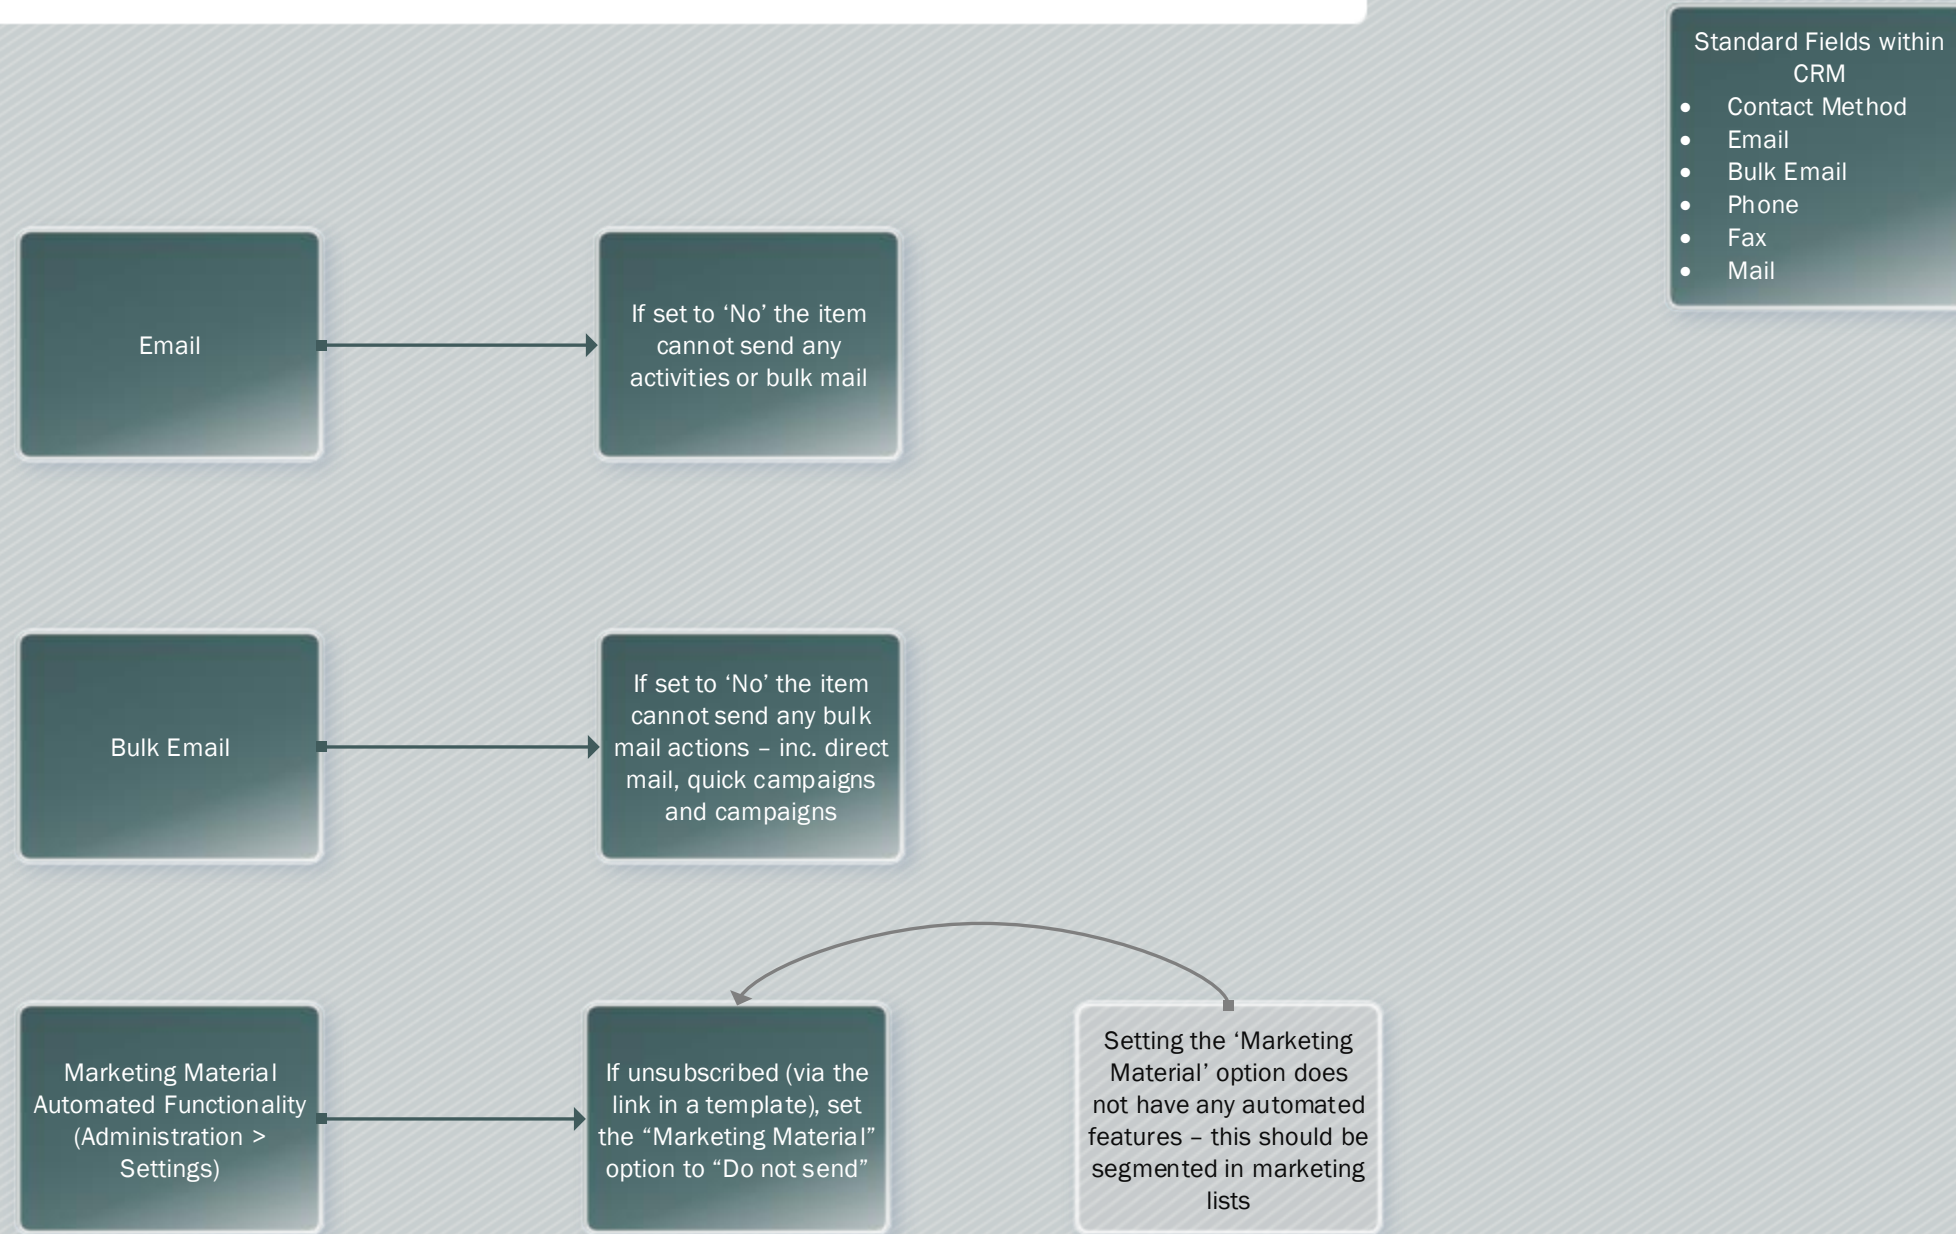 Standard Fields within
CRM
• Contact Method
• Email
• Bulk Email
• Phone
• Fax
• Mail
Email
If set to ‘No’ the item
cannot send any
activities or bulk mail
Bulk Email
If set to ‘No’ the item
cannot send any bulk
mail actions – inc. direct
mail, quick campaigns
and campaigns
Marketing Material
Automated Functionality
(Administration >
Settings)
If unsubscribed (via the
link in a template), set
the “Marketing Material”
option to “Do not send”
Setting the ‘Marketing
Material’ option does
not have any automated
features – this should be
segmented in marketing
lists